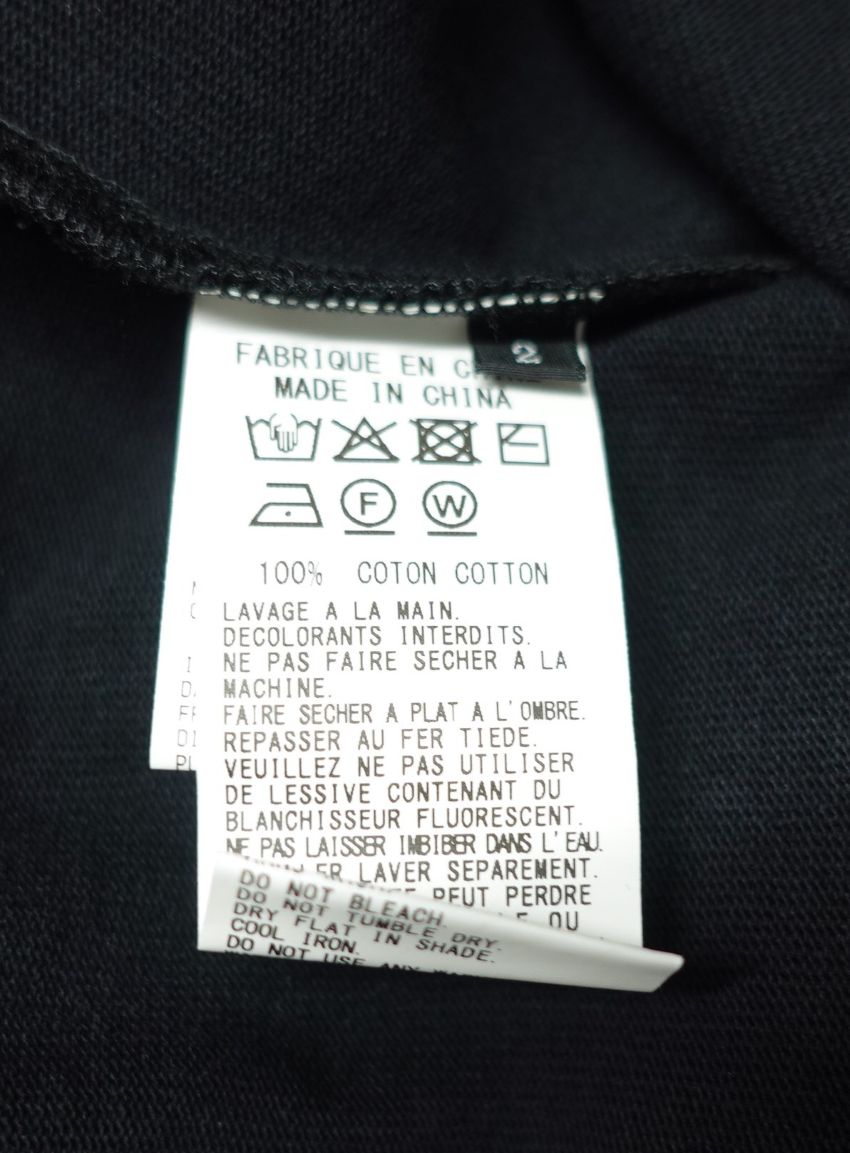 2
FABRIQUE EN
MADE IN CHINA
F W
100% COTON COTTON
LAVAGE A LA MAIN.
DECOLORANTS INTERDITS.
NE PAS FAIRE SECHER A LA
MACHINE.
FAIRE SECHER A PLAT A L'OMBRE.
REPASSER AU FER TIEDE.
VEUILLEZ NE PAS UTILISER
DE LESSIVE CONTENANT DU
BLANCHISSEUR FLUORESCENT.
NE PAS LAISSER IMBIBER DANS L'EAU.
LAVER SEPAREMENT.
PEUT PERDRE
OU
DO NOT BLEACH.
DO NOT TUMBLE DRY.
DRY FLAT IN SHADE.
COOL IRON.
DO NOT USE ANY